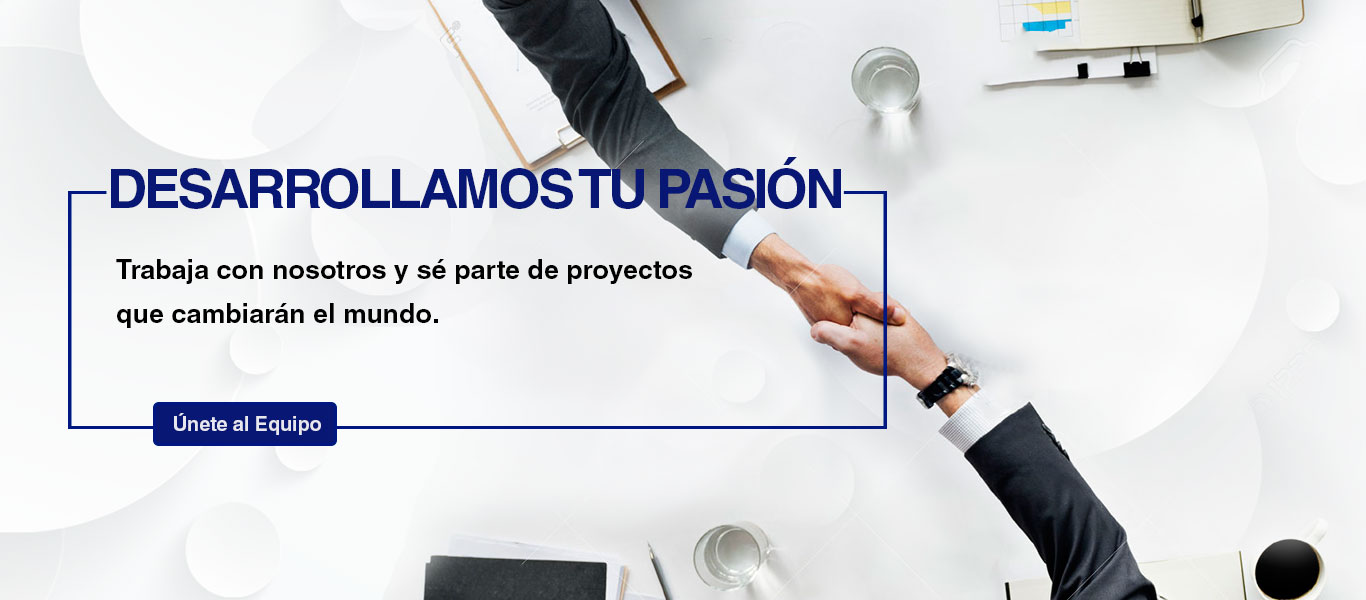 DESARROLLAMOS TU PASIÓN
Trabaja con nosotros y sé parte de proyectos
que cambiarán el mundo.
Únete al Equipo